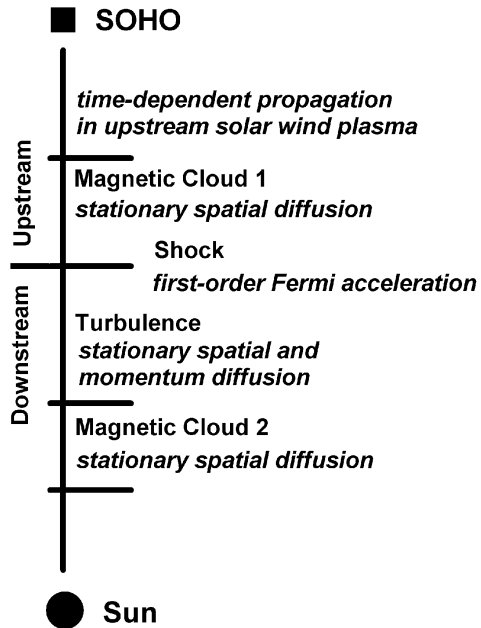 SOHO
time-dependent propagation
in upstream solar wind plasma
Upstream
Magnetic Cloud 1
stationary spatial diffusion
Shock
first-order Fermi acceleration
Downstream
Turbulence
stationary spatial and
momentum diffusion
Magnetic Cloud 2
stationary spatial diffusion
Sun